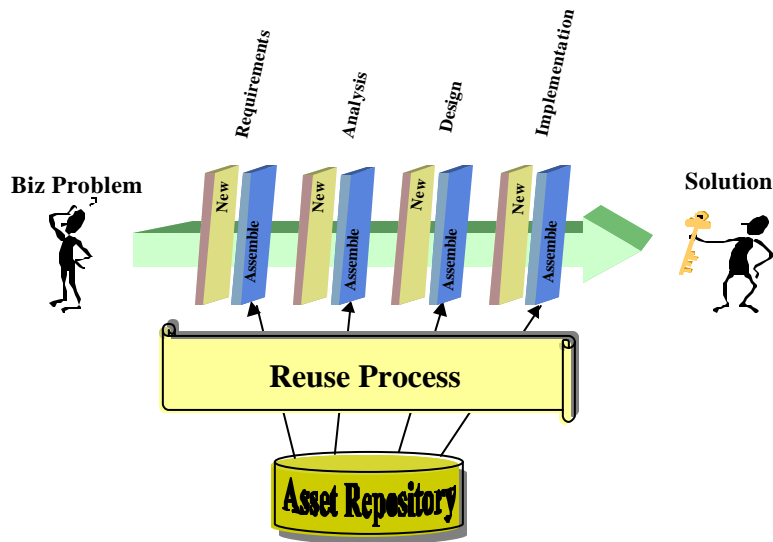 Requirements
Analysis
Design
Implementation
Biz Problem
Solution
New
Assemble
New
Assemble
New
Assemble
New
Assemble
Reuse Process
Asset Repository